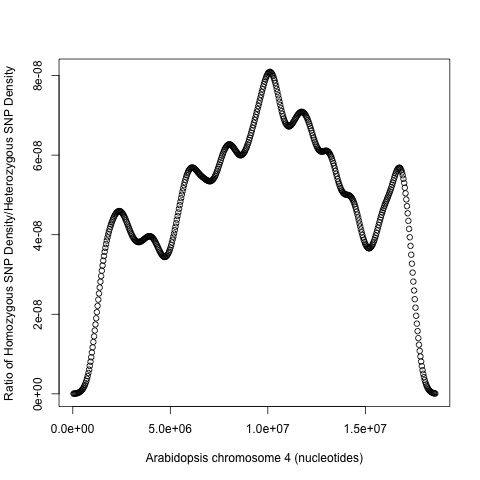 Ratio of Homozygous SNP Density/Heterozygous SNP Density
8e-08
6e-08
4e-08
2e-08
0e+00
0.0e+00 5.0e+06 1.0e+07 1.5e+07
Arabidopsis chromosome 4 (nucleotides)